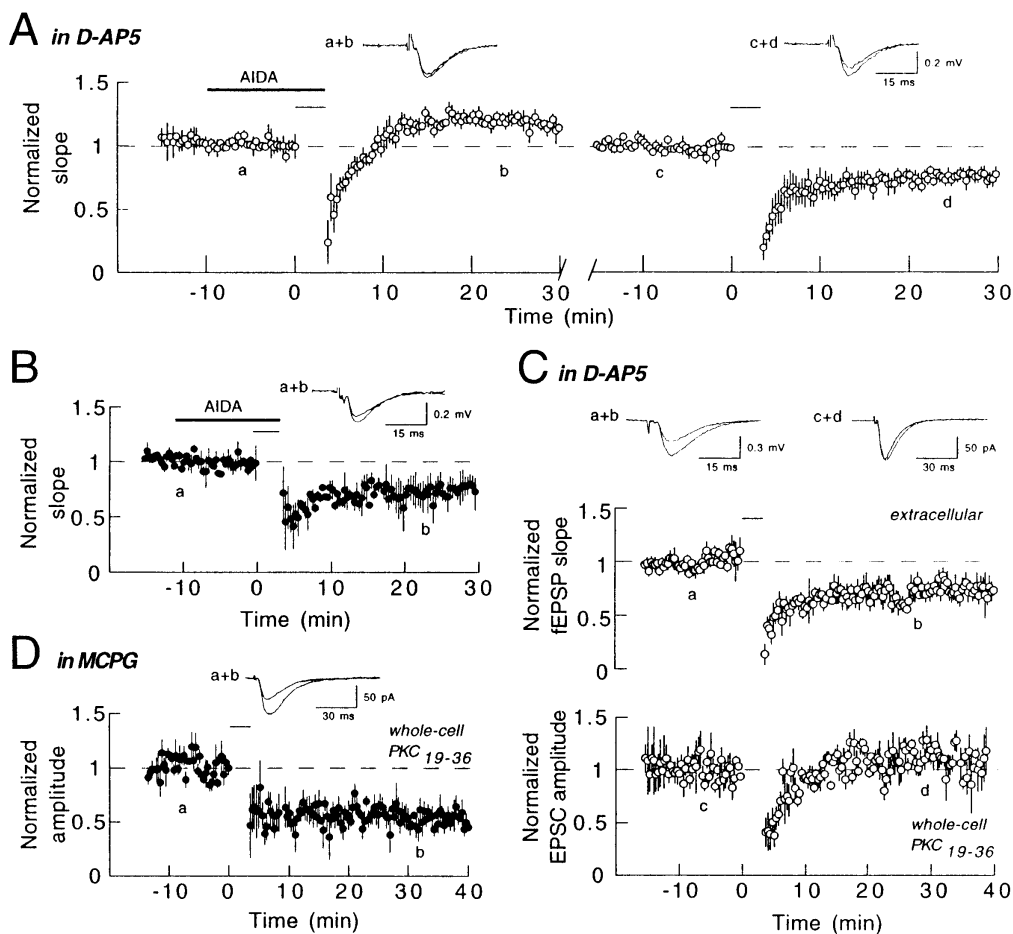 A in D-AP5
a+b
c+d
0.2 mV
15 ms
AIDA
1.5
1
0.5
0
Normalized
slope
a
b
c
d
-10 0 10 20 30 -10 0 10 20 30
Time (min)
B
a+b
0.2 mV
15 ms
AIDA
1.5
1
0.5
0
Normalized
slope
a
b
-10 0 10 20 30
Time (min)
C in D-AP5
a+b
0.3 mV
15 ms
c+d
50 pA
30 ms
extracellular
1.5
1
0.5
0
Normalized
fEPSP slope
a
b
1.5
1
0.5
0
Normalized
EPSC amplitude
c
d
whole-cell
PKC 19-36
-10 0 10 20 30 40
Time (min)
D in MCPG
a+b
50 pA
30 ms
whole-cell
PKC 19-36
1.5
1
0.5
0
Normalized
amplitude
a
b
-10 0 10 20 30 40
Time (min)